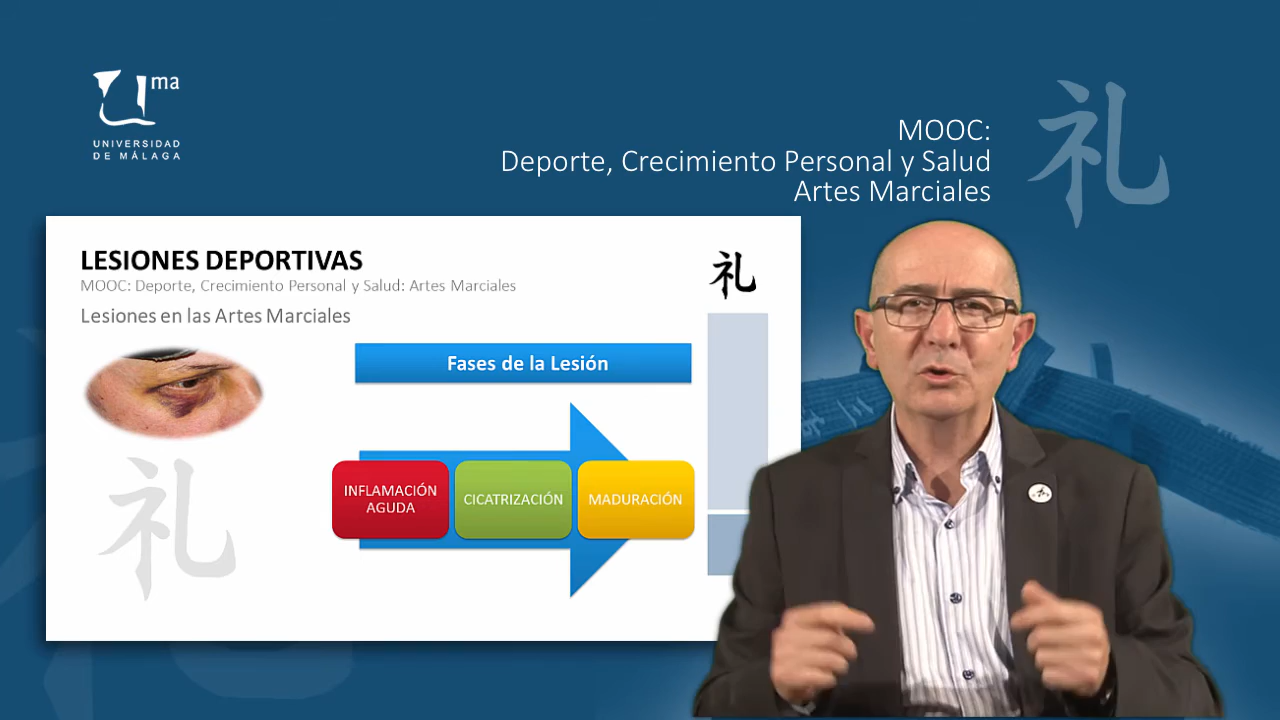 ma
UNIVERSIDAD
DE MÁLAGA
MOOC:
Deporte, Crecimiento Personal y Salud
Artes Marciales
礼
LESIONES DEPORTIVAS
MOOC: Deporte, Crecimiento Personal y Salud: Artes Marciales
Lesiones en las Artes Marciales
礼
Fases de la Lesión
INFLAMACIÓN
AGUDA
CICATRIZACIÓN
MADURACIÓN
礼